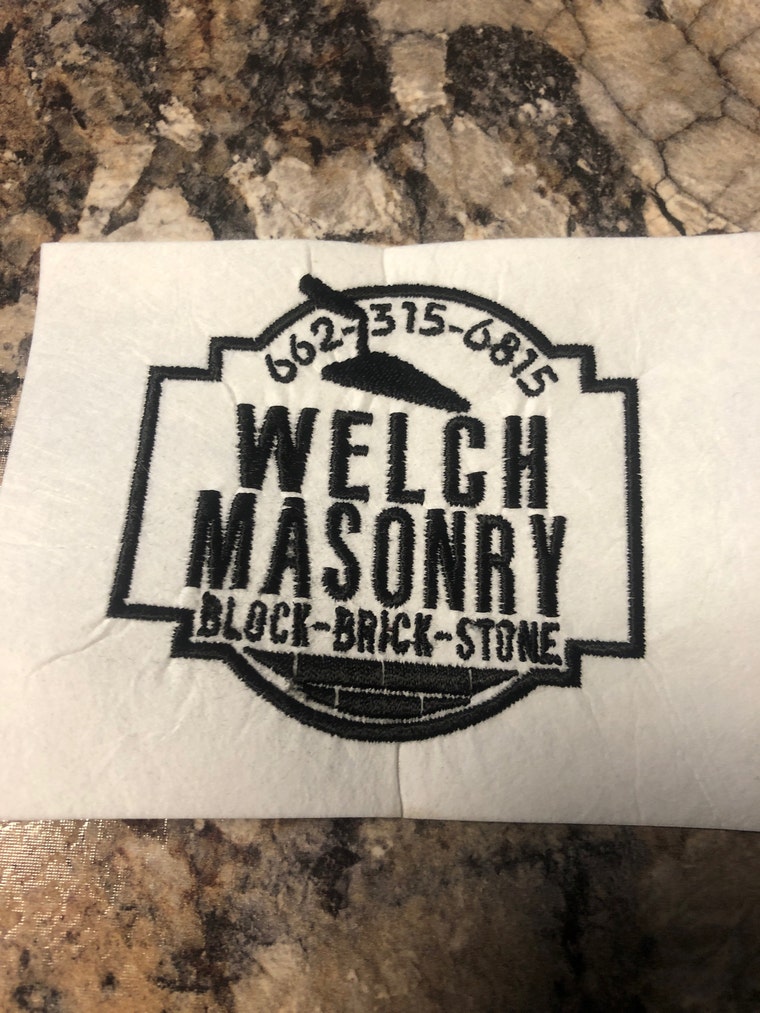 662-315-6815
WELCH
MASONRY
BLOCK-BRICK-STONE